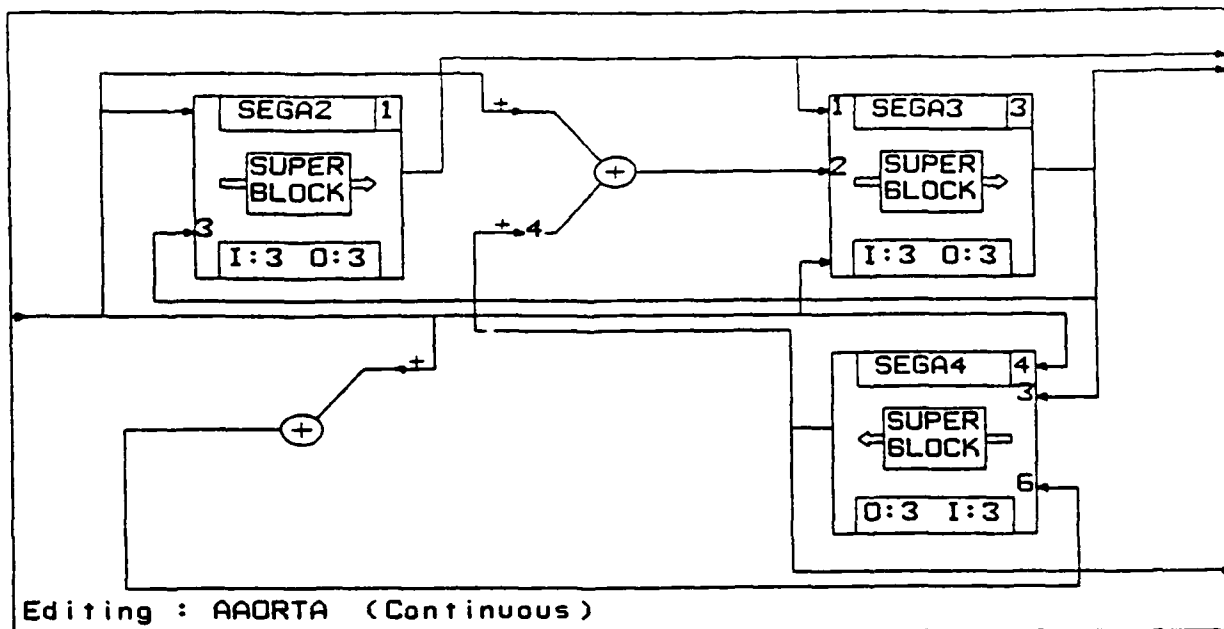 SEGA2 1
SUPER
BLOCK
3
I:3 O:3
+
+
+ 4
1 SEGA3 3
2
SUPER
BLOCK
I:3 O:3
+
+
SEGA4 4
3
SUPER
BLOCK
6
O:3 I:3
Editing : AAORTA (Continuous)